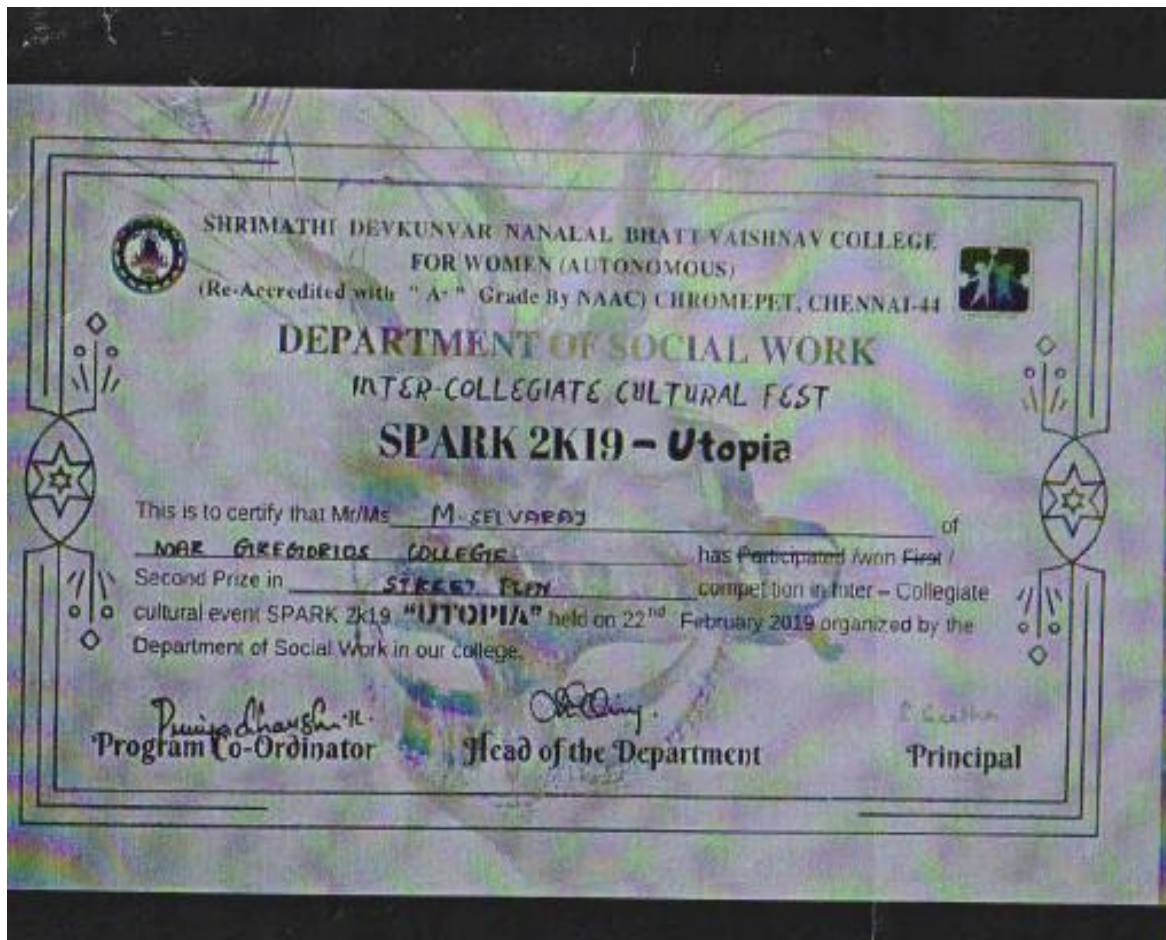 SHRIMATHI DEVKUNVAR NANALAL BHATT VAISHNAV COLLEGE
FOR WOMEN (AUTONOMOUS)
(Re-Accredited with "A+" Grade By NAAC) CHROMEPET, CHENNAI-44
DEPARTMENT OF SOCIAL WORK
INTER-COLLEGIATE CULTURAL FEST
SPARK 2K19 – Utopia
This is to certify that Mr/Ms M. SELVARAJ of
MAR GREGORIOS COLLEGE has Participated /won First /
Second Prize in STREET PLAY competition in Inter – Collegiate
cultural event SPARK 2k19 "UTOPIA" held on 22nd February 2019 organized by the
Department of Social Work in our college.
Program Co-Ordinator Head of the Department Principal